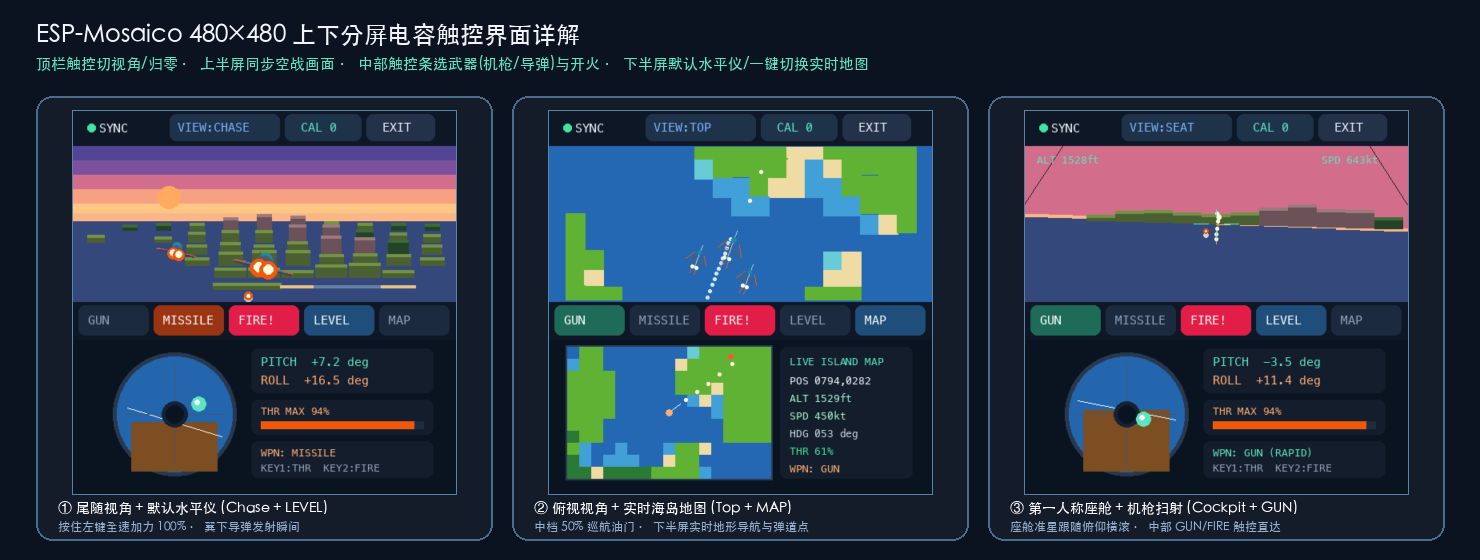 ESP-Mosaico 480×480 上下分屏电容触控界面详解
顶栏触控切视角/归零 · 上半屏同步空战画面 · 中部触控条选武器(机枪/导弹)与开火 · 下半屏默认水平仪/一键切换实时地图
SYNC VIEW:CHASE CAL 0 EXIT
GUN MISSILE FIRE! LEVEL MAP
PITCH +7.2 deg
ROLL +16.5 deg
THR MAX 94%
WPN: MISSILE
KEY1:THR KEY2:FIRE
① 尾随视角 + 默认水平仪 (Chase + LEVEL)
按住左键全速加力 100% · 翼下导弹发射瞬间
SYNC VIEW:TOP CAL 0 EXIT
GUN MISSILE FIRE! LEVEL MAP
LIVE ISLAND MAP
POS 0794,0282
ALT 1529ft
SPD 450kt
HDG 053 deg
THR 61%
WPN: GUN
② 俯视视角 + 实时海岛地图 (Top + MAP)
中档 50% 巡航油门 · 下半屏实时地形导航与弹道点
SYNC VIEW:SEAT CAL 0 EXIT
ALT 1528ft SPD 643kt
GUN MISSILE FIRE! LEVEL MAP
PITCH −3.5 deg
ROLL +11.4 deg
THR MAX 94%
WPN: GUN (RAPID)
KEY1:THR KEY2:FIRE
③ 第一人称座舱 + 机枪扫射 (Cockpit + GUN)
座舱准星跟随俯仰横滚 · 中部 GUN/FIRE 触控直达